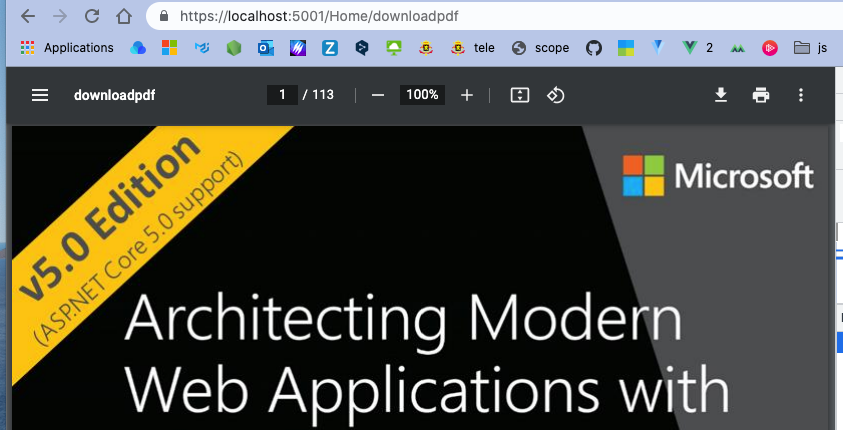 https://localhost:5001/Home/downloadpdf
Applications
tele
scope
2
js
downloadpdf
1 / 113
100%
v5.0 Edition
(ASP.NET Core 5.0 support)
Microsoft
Architecting Modern
Web Applications with